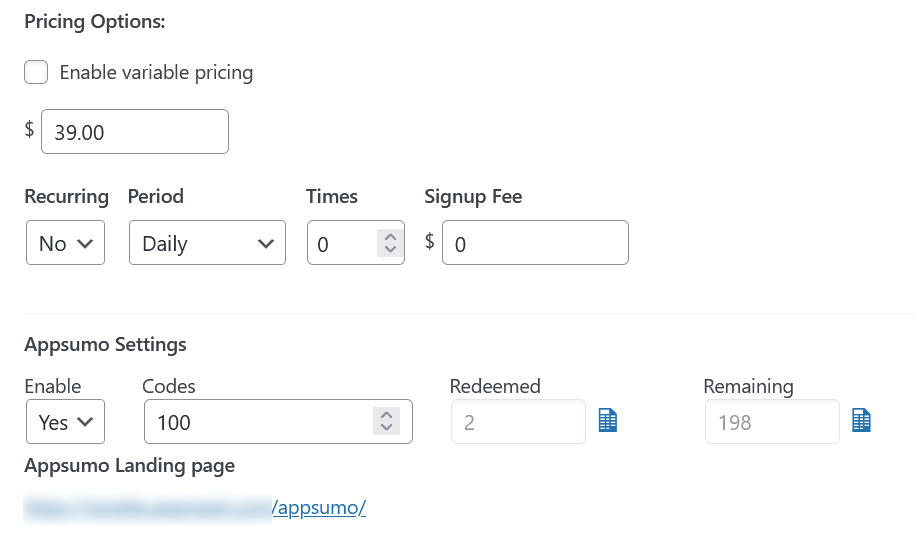 Pricing Options:
Enable variable pricing
$ 39.00
Recurring Period Times Signup Fee
No Daily 0 $ 0
Appsumo Settings
Enable Codes Redeemed Remaining
Yes 100 2 198
Appsumo Landing page
/appsumo/